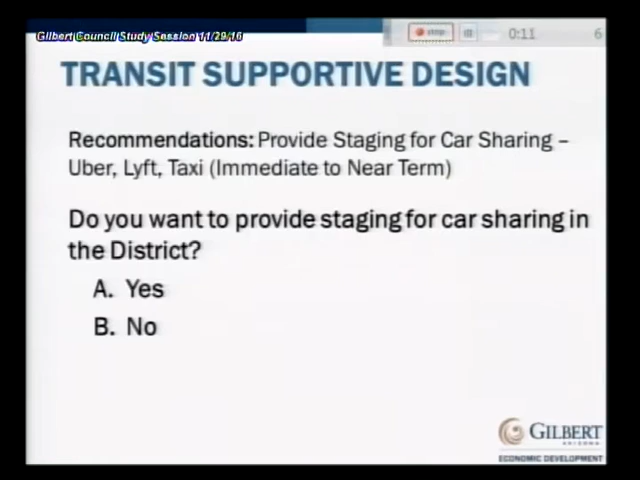 Gilbert Council Study Session 11/29/16
stop
0:11
6
TRANSIT SUPPORTIVE DESIGN
Recommendations: Provide Staging for Car Sharing –
Uber, Lyft, Taxi (Immediate to Near Term)
Do you want to provide staging for car sharing in
the District?
A. Yes
B. No
GILBERT
ARIZONA
ECONOMIC DEVELOPMENT